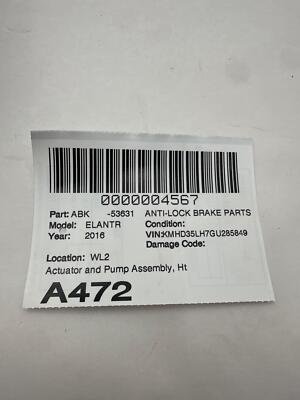 0000004567
Part: ABK -53631 ANTI-LOCK BRAKE PARTS
Model: ELANTR Condition:
Year: 2016 VIN:KMHD35LH7GU285849
Damage Code:
Location: WL2
Actuator and Pump Assembly, Ht
A472